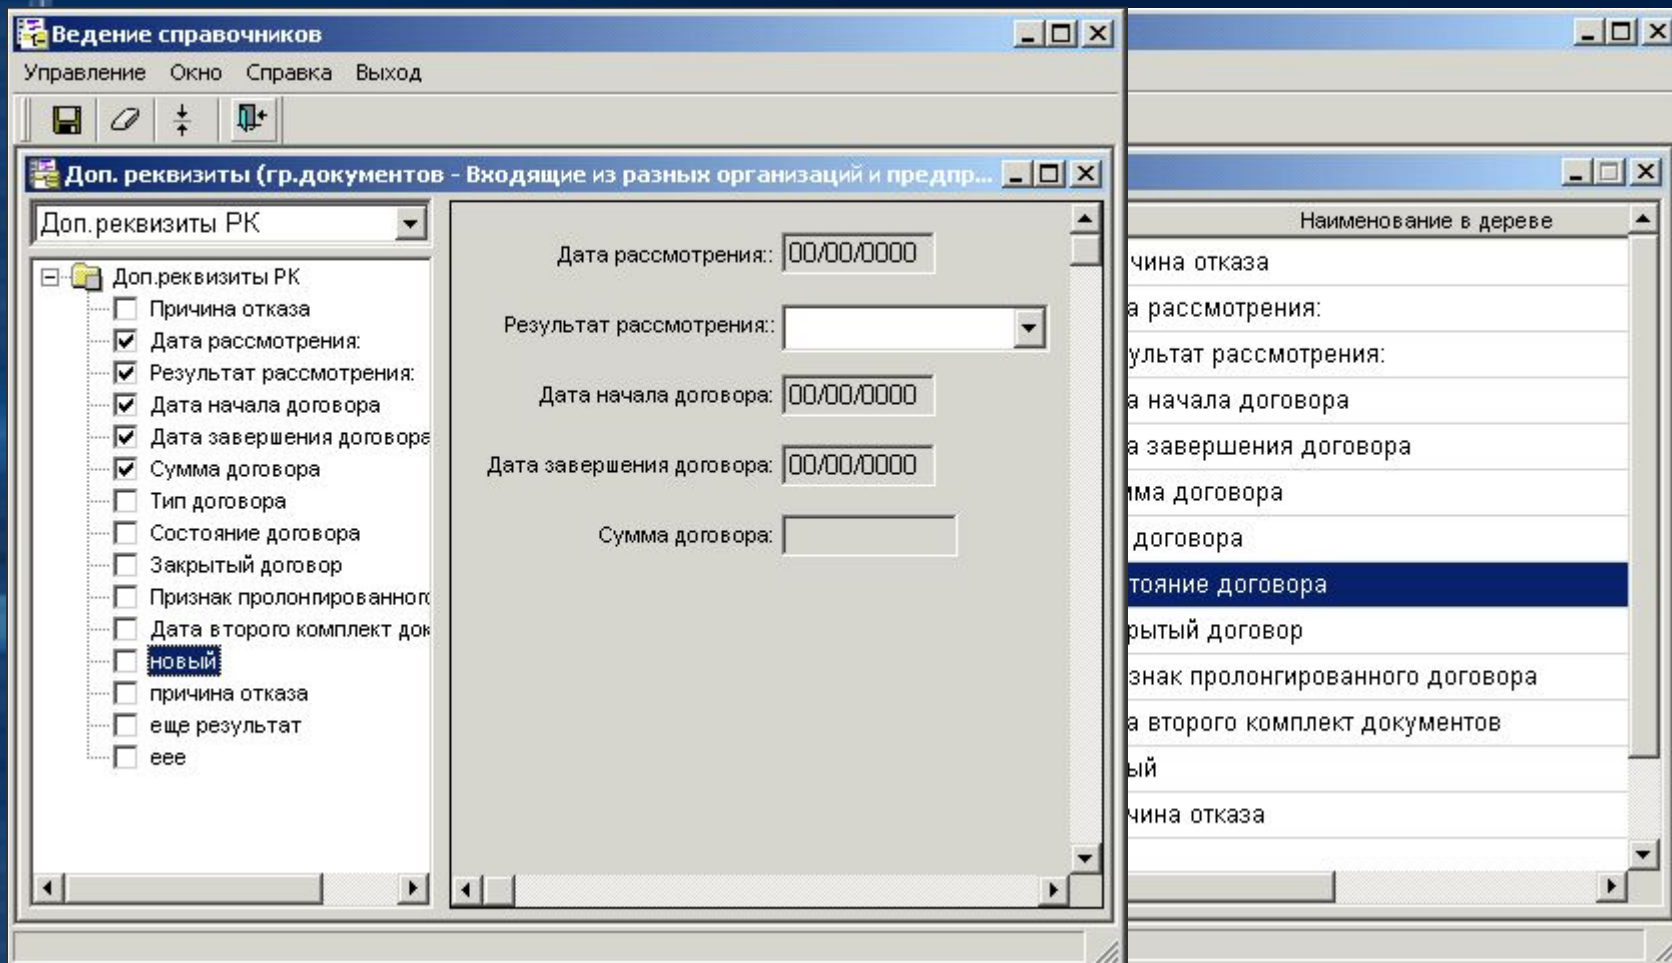 Ведение справочников
Управление Окно Справка Выход
Доп. реквизиты (гр.документов - Входящие из разных организаций и предпр...
Доп.реквизиты РК
Доп.реквизиты РК
Причина отказа
Дата рассмотрения:
Результат рассмотрения:
Дата начала договора
Дата завершения договора
Сумма договора
Тип договора
Состояние договора
Закрытый договор
Признак пролонгированного
Дата второго комплект док
новый
причина отказа
еще результат
еее
Дата рассмотрения::
00/00/0000
Результат рассмотрения::
Дата начала договора:
00/00/0000
Дата завершения договора:
00/00/0000
Сумма договора:
Наименование в дереве
чина отказа
а рассмотрения:
ультат рассмотрения:
а начала договора
а завершения договора
мма договора
договора
тояние договора
рытый договор
знак пролонгированного договора
а второго комплект документов
ый
чина отказа